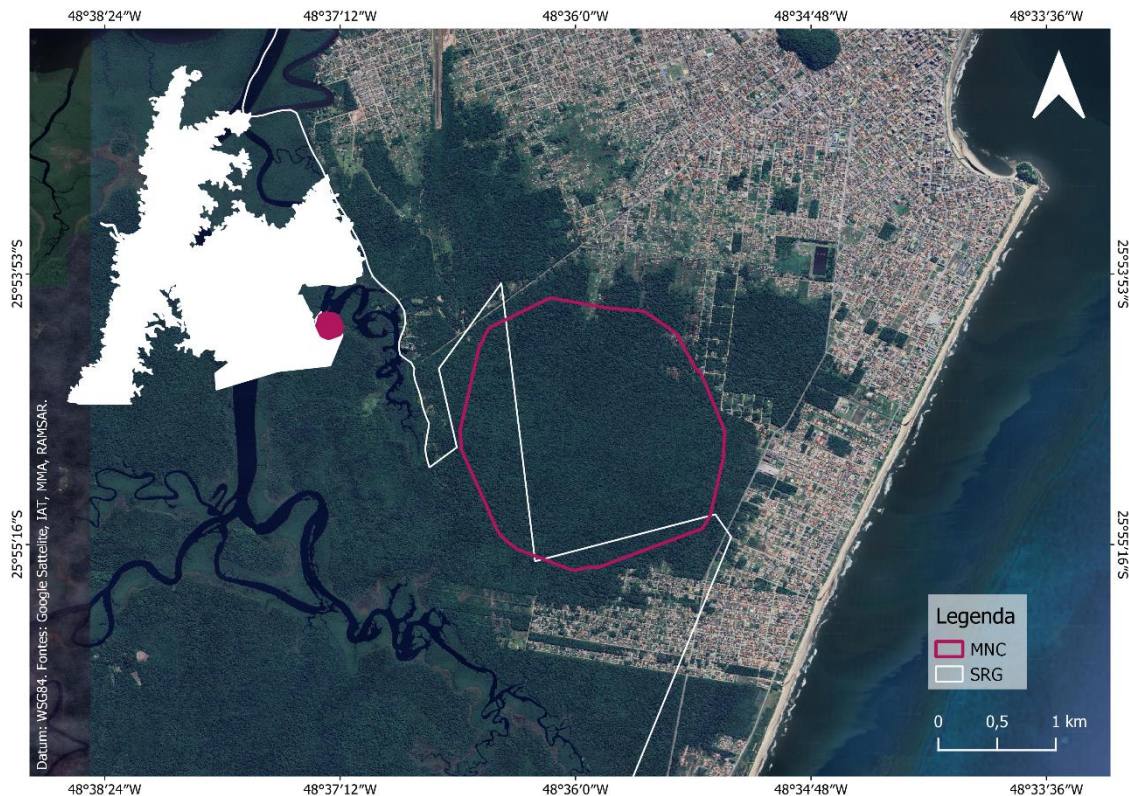 48°38'24"W 48°37'12"W 48°36'0"W 48°34'48"W 48°33'36"W
25°53'53"S
25°53'53"S
25°55'16"S
25°55'16"S
Datum: WSG84. Fontes: Google Sattelite, IAT, MMA, RAMSAR.
Legenda
MNC
SRG
0 0,5 1 km
48°38'24"W 48°37'12"W 48°36'0"W 48°34'48"W 48°33'36"W